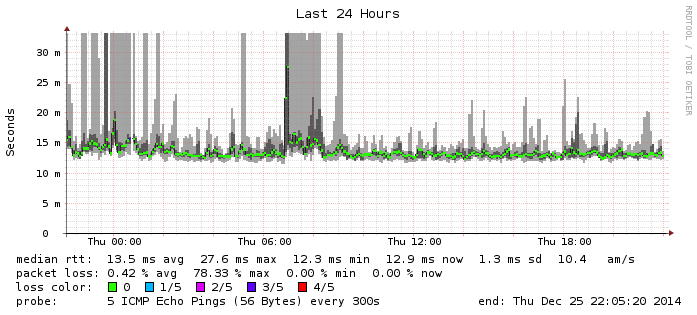 Last 24 Hours
RRDTOOL / TOBI OETIKER
Seconds
30 m
25 m
20 m
15 m
10 m
5 m
0
Thu 00:00 Thu 06:00 Thu 12:00 Thu 18:00
median rtt: 13.5 ms avg 27.6 ms max 12.3 ms min 12.9 ms now 1.3 ms sd 10.4 am/s
packet loss: 0.42 % avg 78.33 % max 0.00 % min 0.00 % now
loss color: 0 1/5 2/5 3/5 4/5
probe: 5 ICMP Echo Pings (56 Bytes) every 300s end: Thu Dec 25 22:05:20 2014